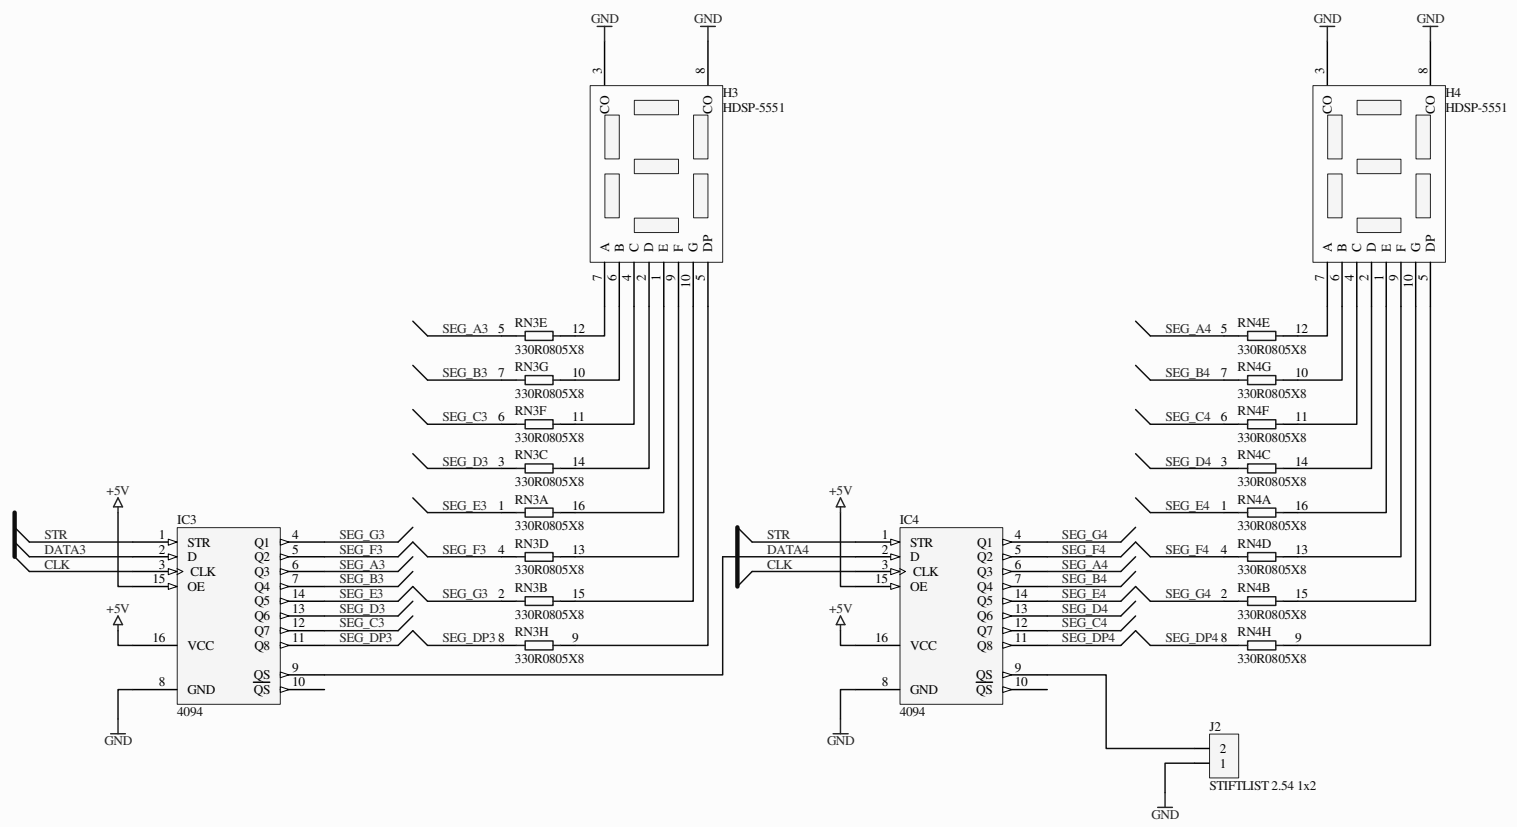 GND GND GND GND
3 8 3 8
CO CO H3 CO CO H4
HDSP-5551 HDSP-5551
A B C D E F G DP A B C D E F G DP
7 6 4 2 1 9 10 5 7 6 4 2 1 9 10 5
SEG_A3 5 RN3E 12 SEG_A4 5 RN4E 12
330R0805X8 330R0805X8
SEG_B3 7 RN3G 10 SEG_B4 7 RN4G 10
330R0805X8 330R0805X8
SEG_C3 6 RN3F 11 SEG_C4 6 RN4F 11
330R0805X8 330R0805X8
SEG_D3 3 RN3C 14 SEG_D4 3 RN4C 14
330R0805X8 330R0805X8
SEG_E3 1 RN3A 16 SEG_E4 1 RN4A 16
330R0805X8 330R0805X8
SEG_F3 4 RN3D 13 SEG_F4 4 RN4D 13
330R0805X8 330R0805X8
SEG_G3 2 RN3B 15 SEG_G4 2 RN4B 15
330R0805X8 330R0805X8
SEG_DP3 8 RN3H 9 SEG_DP4 8 RN4H 9
330R0805X8 330R0805X8
+5V +5V
IC3 IC4
STR 1 STR Q1 4 SEG_G3 STR 1 STR Q1 4 SEG_G4
DATA3 2 D Q2 5 SEG_F3 DATA4 2 D Q2 5 SEG_F4
CLK 3 CLK Q3 6 SEG_A3 CLK 3 CLK Q3 6 SEG_A4
15 OE Q4 7 SEG_B3 15 OE Q4 7 SEG_B4
Q5 14 SEG_E3 Q5 14 SEG_E4
+5V Q6 13 SEG_D3 +5V Q6 13 SEG_D4
Q7 12 SEG_C3 Q7 12 SEG_C4
16 VCC Q8 11 SEG_DP3 16 VCC Q8 11 SEG_DP4
QS 9 QS 9
8 GND QS 10 8 GND QS 10
4094 4094
GND GND
J2
2
1
STIFTLIST 2.54 1x2
GND